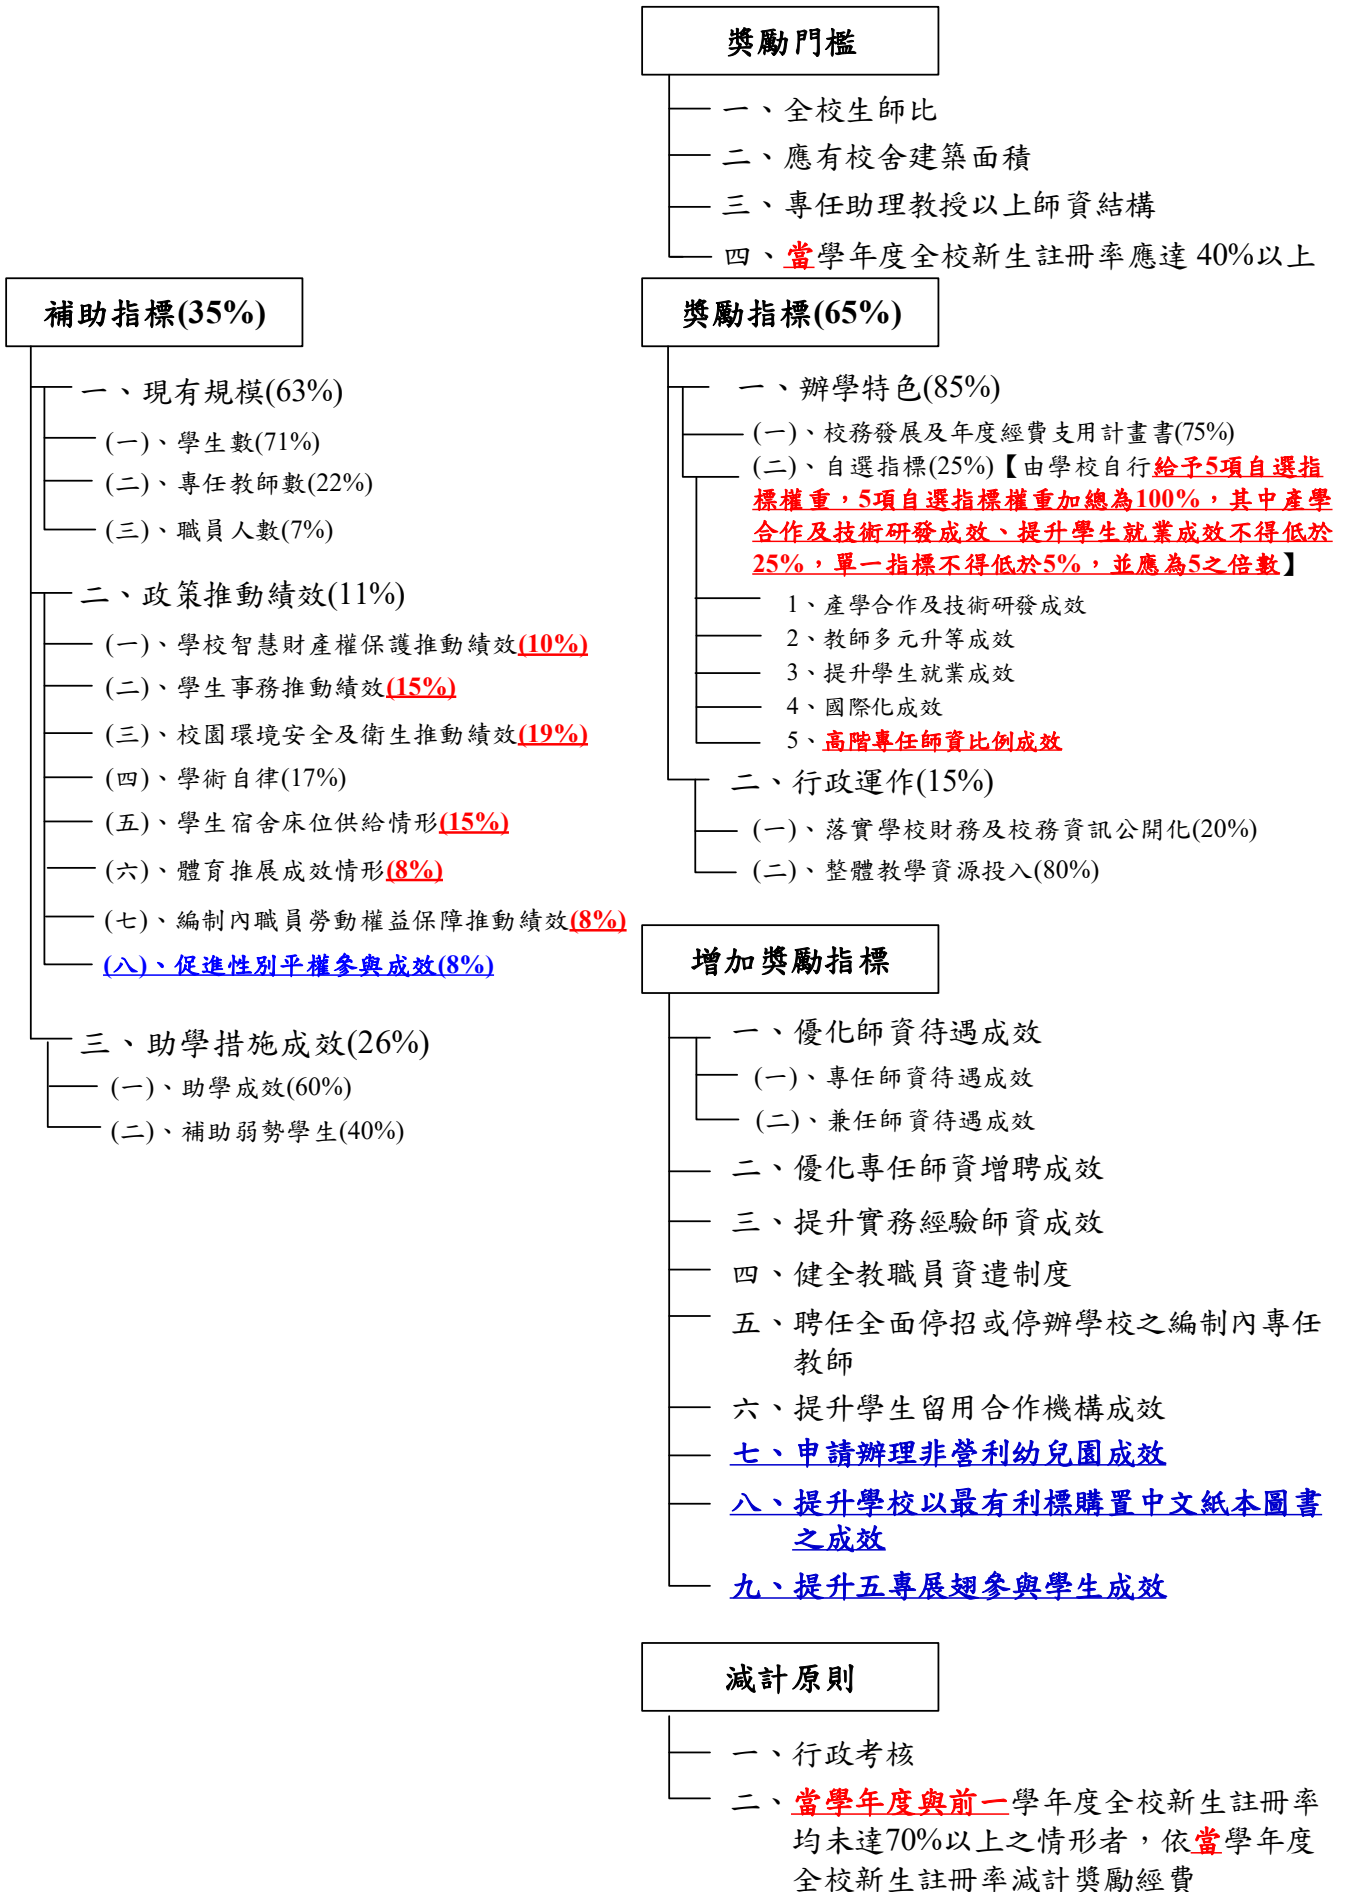 獎勵門檻
一、全校生師比
二、應有校舍建築面積
三、專任助理教授以上師資結構
四、當學年度全校新生註冊率應達 40%以上
補助指標(35%)
一、現有規模(63%)
(一)、學生數(71%)
(二)、專任教師數(22%)
(三)、職員人數(7%)
二、政策推動績效(11%)
(一)、學校智慧財產權保護推動績效(10%)
(二)、學生事務推動績效(15%)
(三)、校園環境安全及衛生推動績效(19%)
(四)、學術自律(17%)
(五)、學生宿舍床位供給情形(15%)
(六)、體育推展成效情形(8%)
(七)、編制內職員勞動權益保障推動績效(8%)
(八)、促進性別平權參與成效(8%)
三、助學措施成效(26%)
(一)、助學成效(60%)
(二)、補助弱勢學生(40%)
獎勵指標(65%)
一、辦學特色(85%)
(一)、校務發展及年度經費支用計畫書(75%)
(二)、自選指標(25%)【由學校自行給予5項自選指
標權重，5項自選指標權重加總為100%，其中產學
合作及技術研發成效、提升學生就業成效不得低於
25%，單一指標不得低於5%，並應為5之倍數】
1、產學合作及技術研發成效
2、教師多元升等成效
3、提升學生就業成效
4、國際化成效
5、高階專任師資比例成效
二、行政運作(15%)
(一)、落實學校財務及校務資訊公開化(20%)
(二)、整體教學資源投入(80%)
增加獎勵指標
一、優化師資待遇成效
(一)、專任師資待遇成效
(二)、兼任師資待遇成效
二、優化專任師資增聘成效
三、提升實務經驗師資成效
四、健全教職員資遣制度
五、聘任全面停招或停辦學校之編制內專任
教師
六、提升學生留用合作機構成效
七、申請辦理非營利幼兒園成效
八、提升學校以最有利標購置中文紙本圖書
之成效
九、提升五專展翅參與學生成效
減計原則
一、行政考核
二、當學年度與前一學年度全校新生註冊率
均未達70%以上之情形者，依當學年度
全校新生註冊率減計獎勵經費